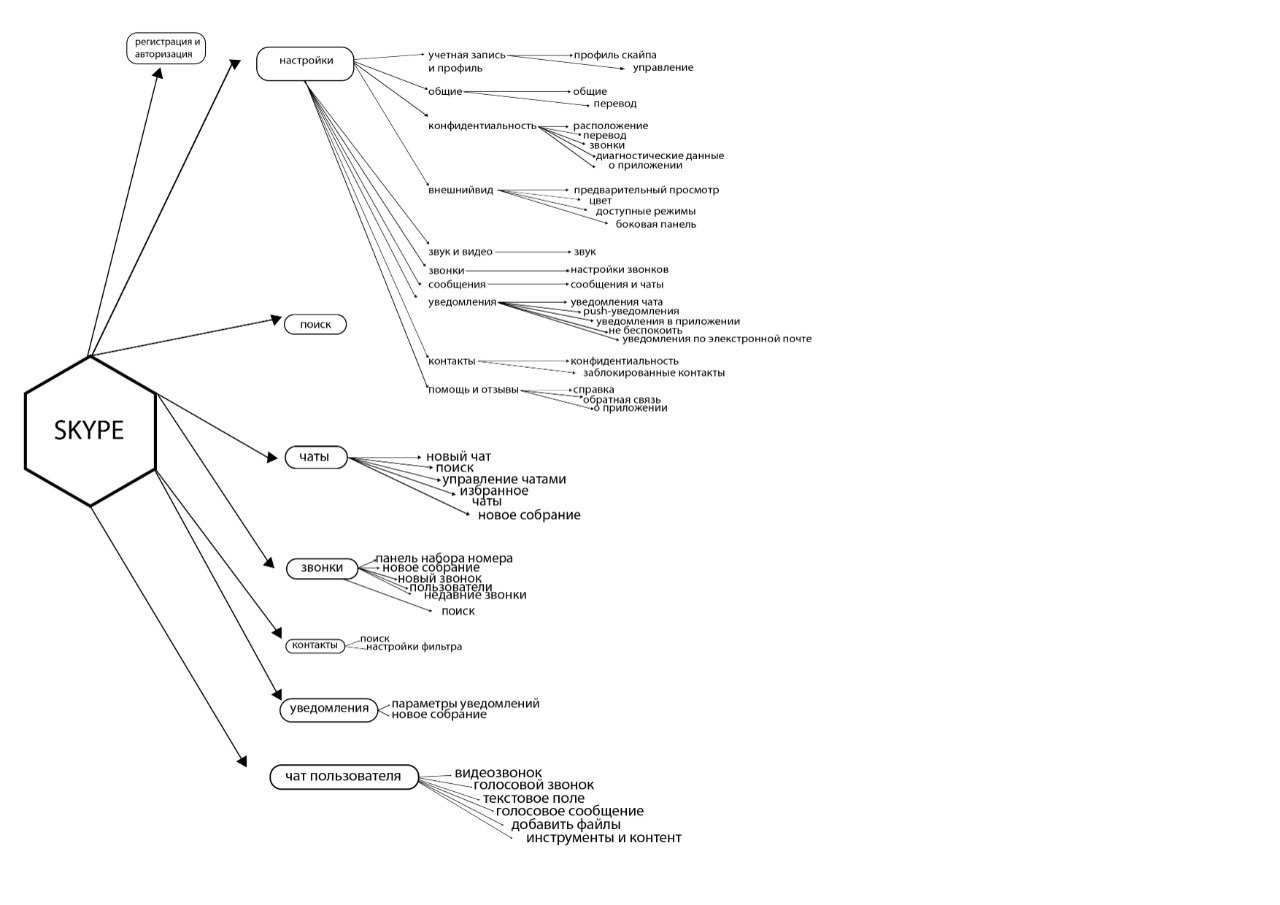 регистрация и
авторизация
настройки
учетная запись
и профиль
профиль скайпа
управление
общие
общие
перевод
конфидентиальность
расположение
перевод
звонки
диагностические данные
о приложении
внешнийвид
предварительный просмотр
цвет
доступные режимы
боковая панель
звук и видео
звук
звонки
настройки звонков
сообщения
сообщения и чаты
уведомления
уведомления чата
push-уведомления
уведомления в приложении
не беспокоить
уведомления по элекстронной почте
контакты
конфидентиальность
заблокированные контакты
помощь и отзывы
справка
обратная связь
о приложении
поиск
SKYPE
чаты
новый чат
поиск
управление чатами
избранное
чаты
новое собрание
звонки
панель набора номера
новое собрание
новый звонок
пользователи
недавние звонки
поиск
контакты
поиск
настройки фильтра
уведомления
параметры уведомлений
новое собрание
чат пользователя
видеозвонок
голосовой звонок
текстовое поле
голосовое сообщение
добавить файлы
инструменты и контент